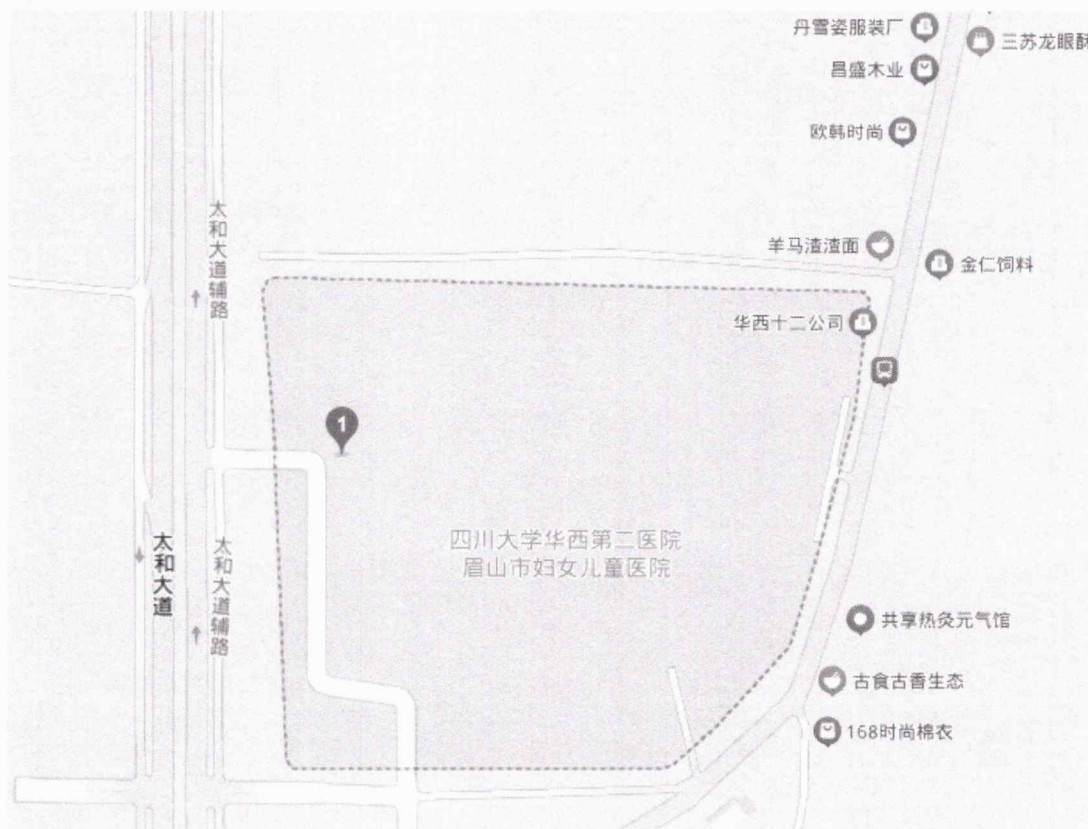 丹雪姿服装厂
三苏龙眼酥
昌盛木业
欧韩时尚
太和大道辅路
羊马渣渣面
金仁饲料
华西十二公司
1
四川大学华西第二医院
眉山市妇女儿童医院
太和大道
太和大道辅路
共享热灸元气馆
古食古香生态
168时尚棉衣